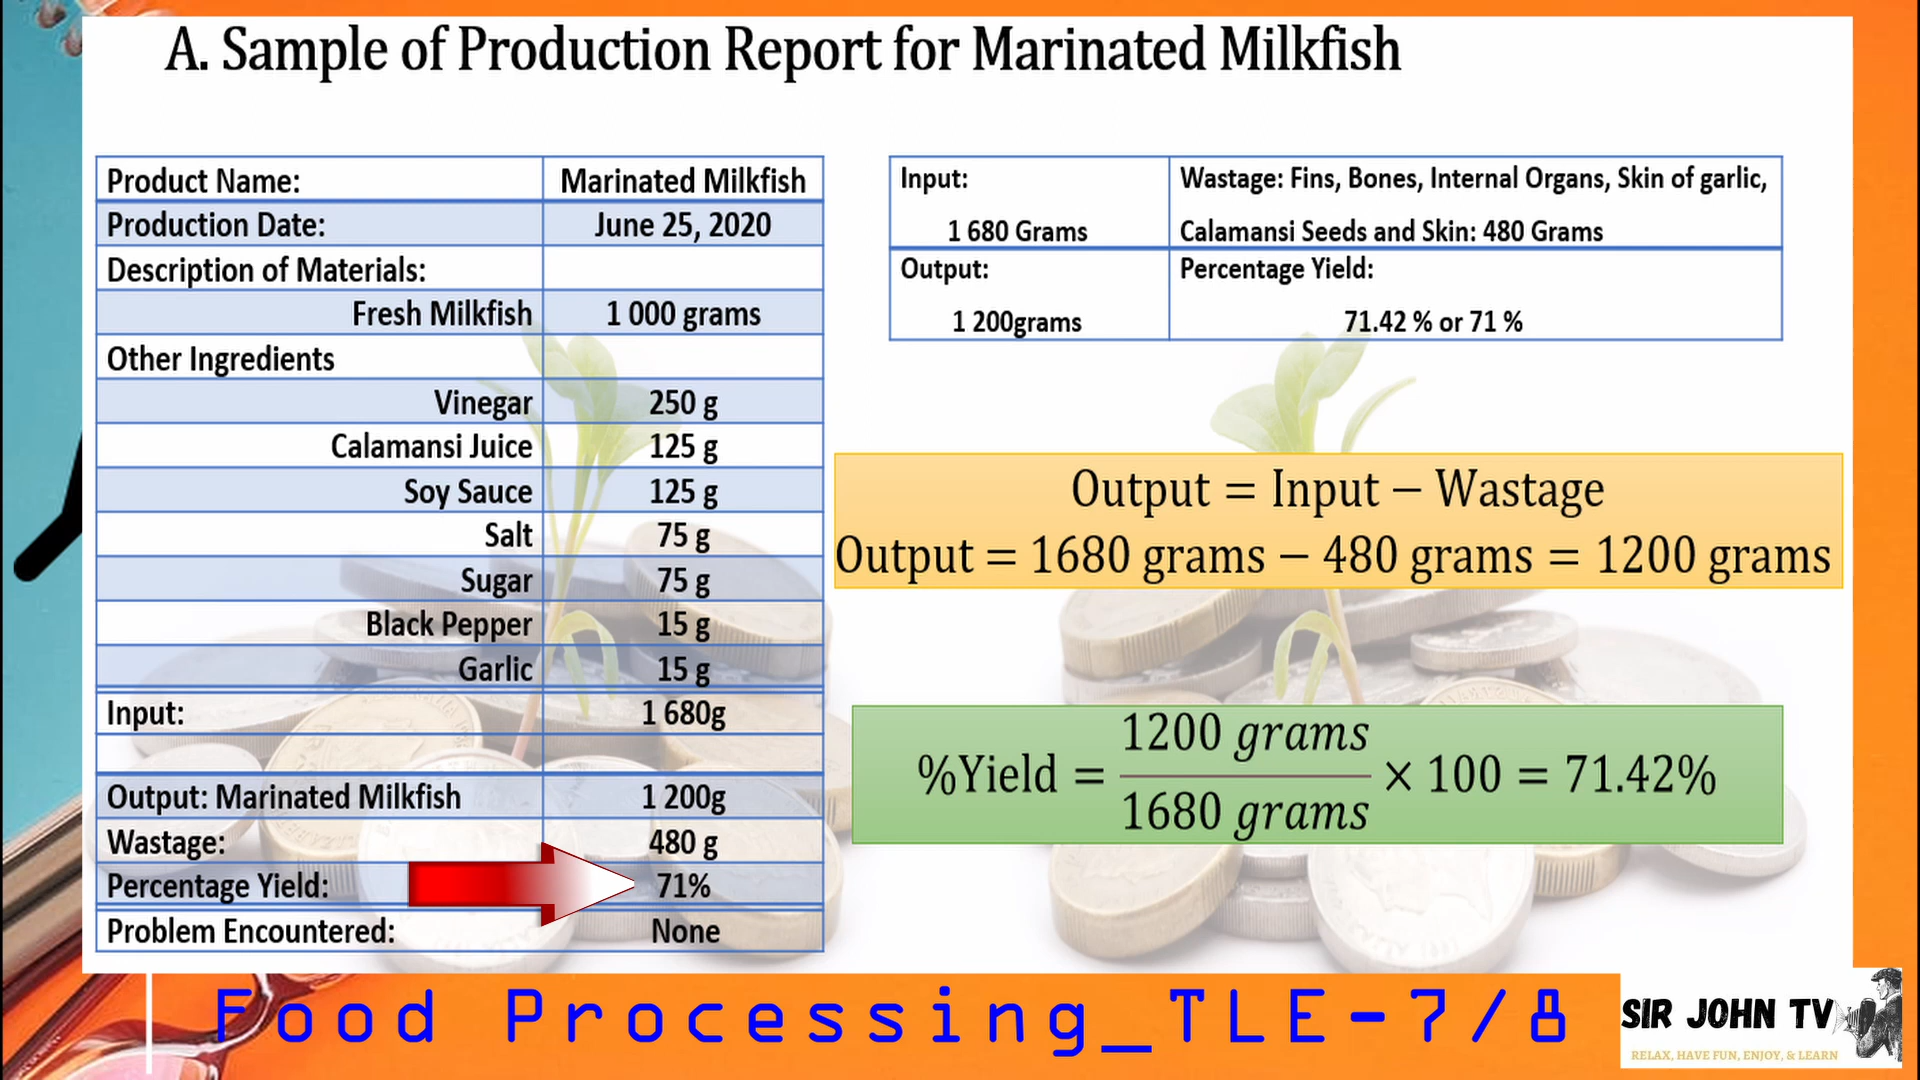 A. Sample of Production Report for Marinated Milkfish
Product Name: Marinated Milkfish
Production Date: June 25, 2020
Description of Materials:
Fresh Milkfish 1 000 grams
Other Ingredients
Vinegar 250 g
Calamansi Juice 125 g
Soy Sauce 125 g
Salt 75 g
Sugar 75 g
Black Pepper 15 g
Garlic 15 g
Input: 1 680g
Output: Marinated Milkfish 1 200g
Wastage: 480 g
Percentage Yield: 71%
Problem Encountered: None
Input:
1 680 Grams
Wastage: Fins, Bones, Internal Organs, Skin of garlic,
Calamansi Seeds and Skin: 480 Grams
Output:
1 200grams
Percentage Yield:
71.42 % or 71 %
Output = Input − Wastage
Output = 1680 grams − 480 grams = 1200 grams
%Yield = 1200 grams / 1680 grams × 100 = 71.42%
Food Processing_TLE-7/8
SIR JOHN TV
RELAX, HAVE FUN, ENJOY, & LEARN